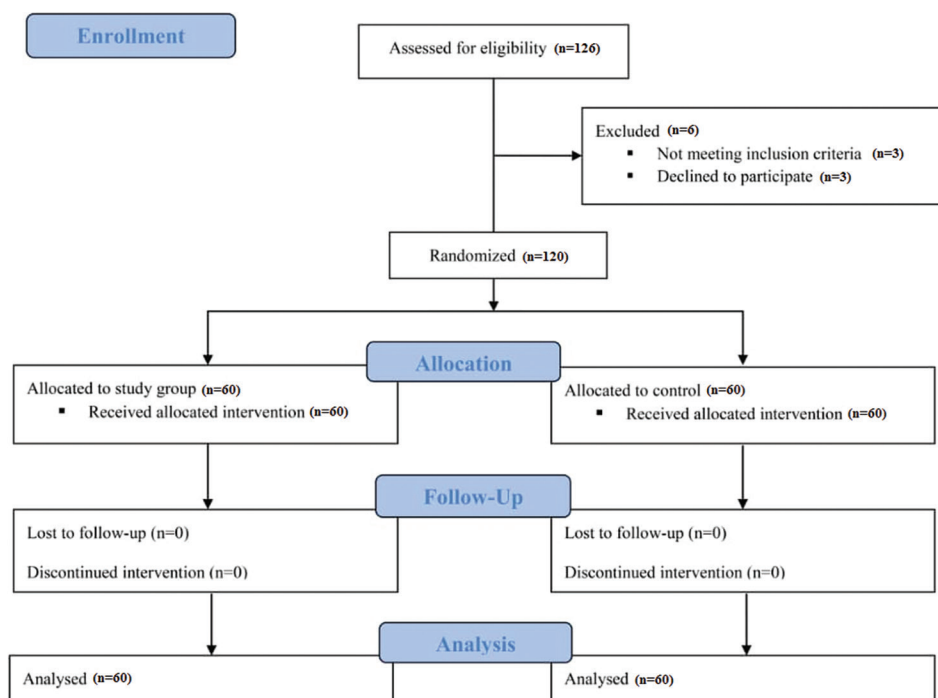 Enrollment
Assessed for eligibility (n=126)
Excluded (n=6)
▪ Not meeting inclusion criteria (n=3)
▪ Declined to participate (n=3)
Randomized (n=120)
Allocation
Allocated to study group (n=60)
▪ Received allocated intervention (n=60)
Allocated to control (n=60)
▪ Received allocated intervention (n=60)
Follow-Up
Lost to follow-up (n=0)
Discontinued intervention (n=0)
Lost to follow-up (n=0)
Discontinued intervention (n=0)
Analysis
Analysed (n=60)
Analysed (n=60)